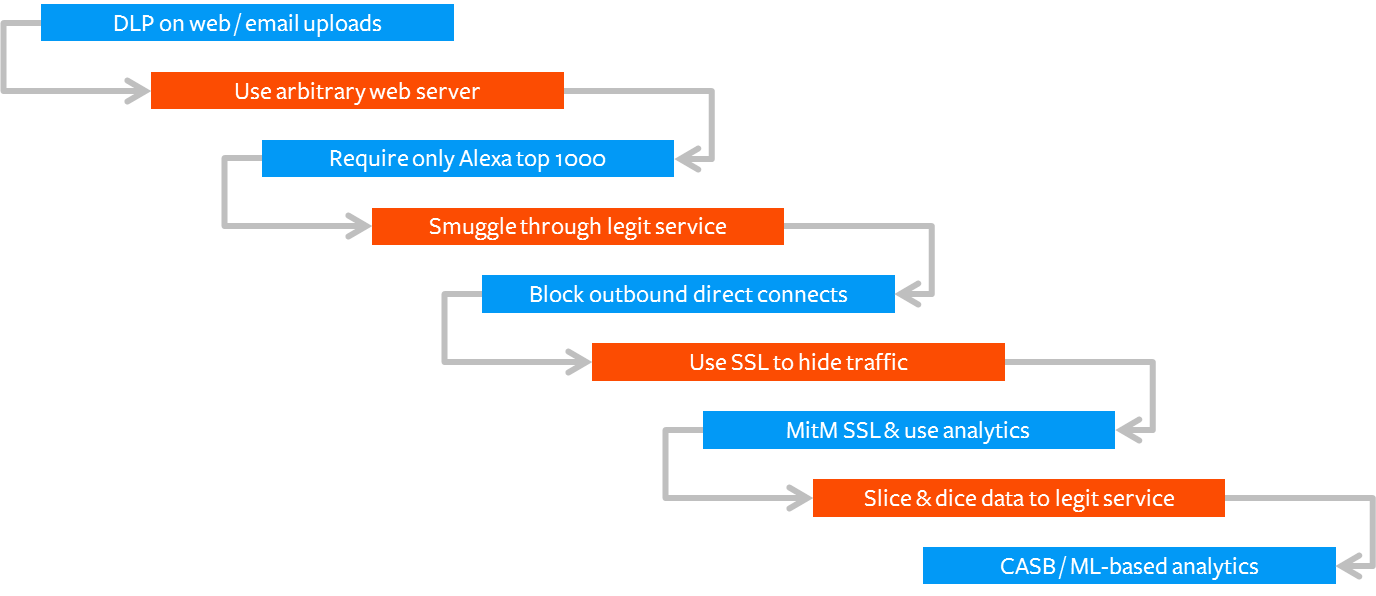 DLP on web / email uploads
Use arbitrary web server
Require only Alexa top 1000
Smuggle through legit service
Block outbound direct connects
Use SSL to hide traffic
MitM SSL & use analytics
Slice & dice data to legit service
CASB / ML-based analytics